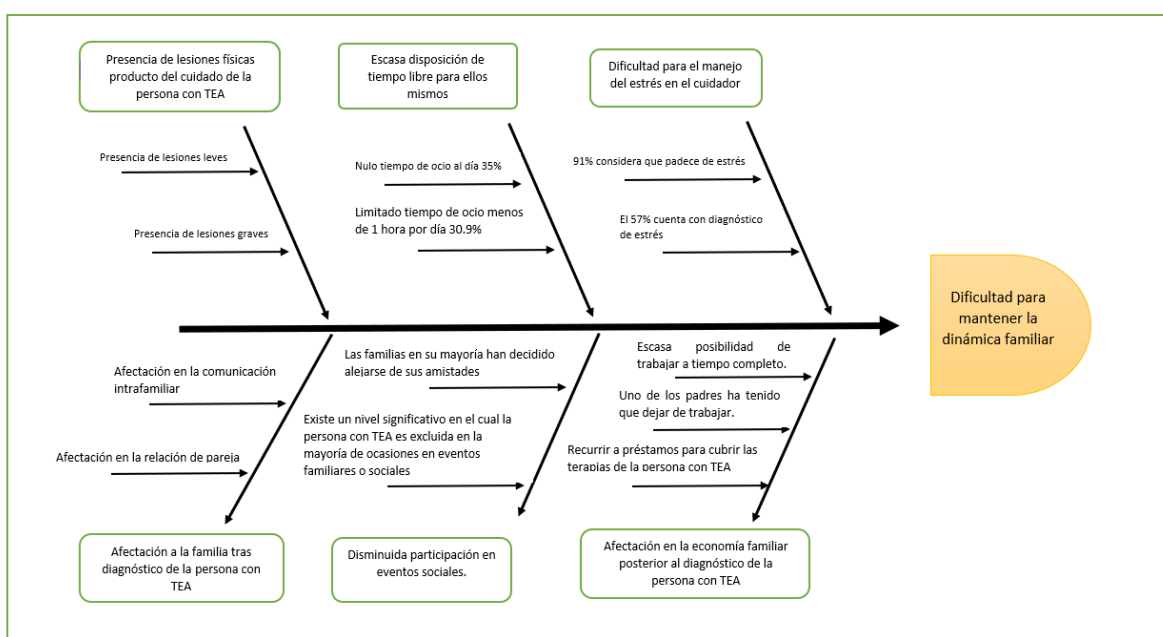 Presencia de lesiones físicas
producto del cuidado de la
persona con TEA
Escasa disposición de
tiempo libre para ellos
mismos
Dificultad para el manejo
del estrés en el cuidador
Presencia de lesiones leves
Presencia de lesiones graves
Nulo tiempo de ocio al día 35%
Limitado tiempo de ocio menos
de 1 hora por día 30.9%
91% considera que padece de estrés
El 57% cuenta con diagnóstico
de estrés
Dificultad para
mantener la
dinámica familiar
Afectación en la comunicación
intrafamiliar
Afectación en la relación de pareja
Las familias en su mayoría han decidido
alejarse de sus amistades
Existe un nivel significativo en el cual la
persona con TEA es excluida en la
mayoría de ocasiones en eventos
familiares o sociales
Escasa posibilidad de
trabajar a tiempo completo.
Uno de los padres ha tenido
que dejar de trabajar.
Recurrir a préstamos para cubrir las
terapias de la persona con TEA
Afectación a la familia tras
diagnóstico de la persona con
TEA
Disminuida participación en
eventos sociales.
Afectación en la economía familiar
posterior al diagnóstico de la
persona con TEA